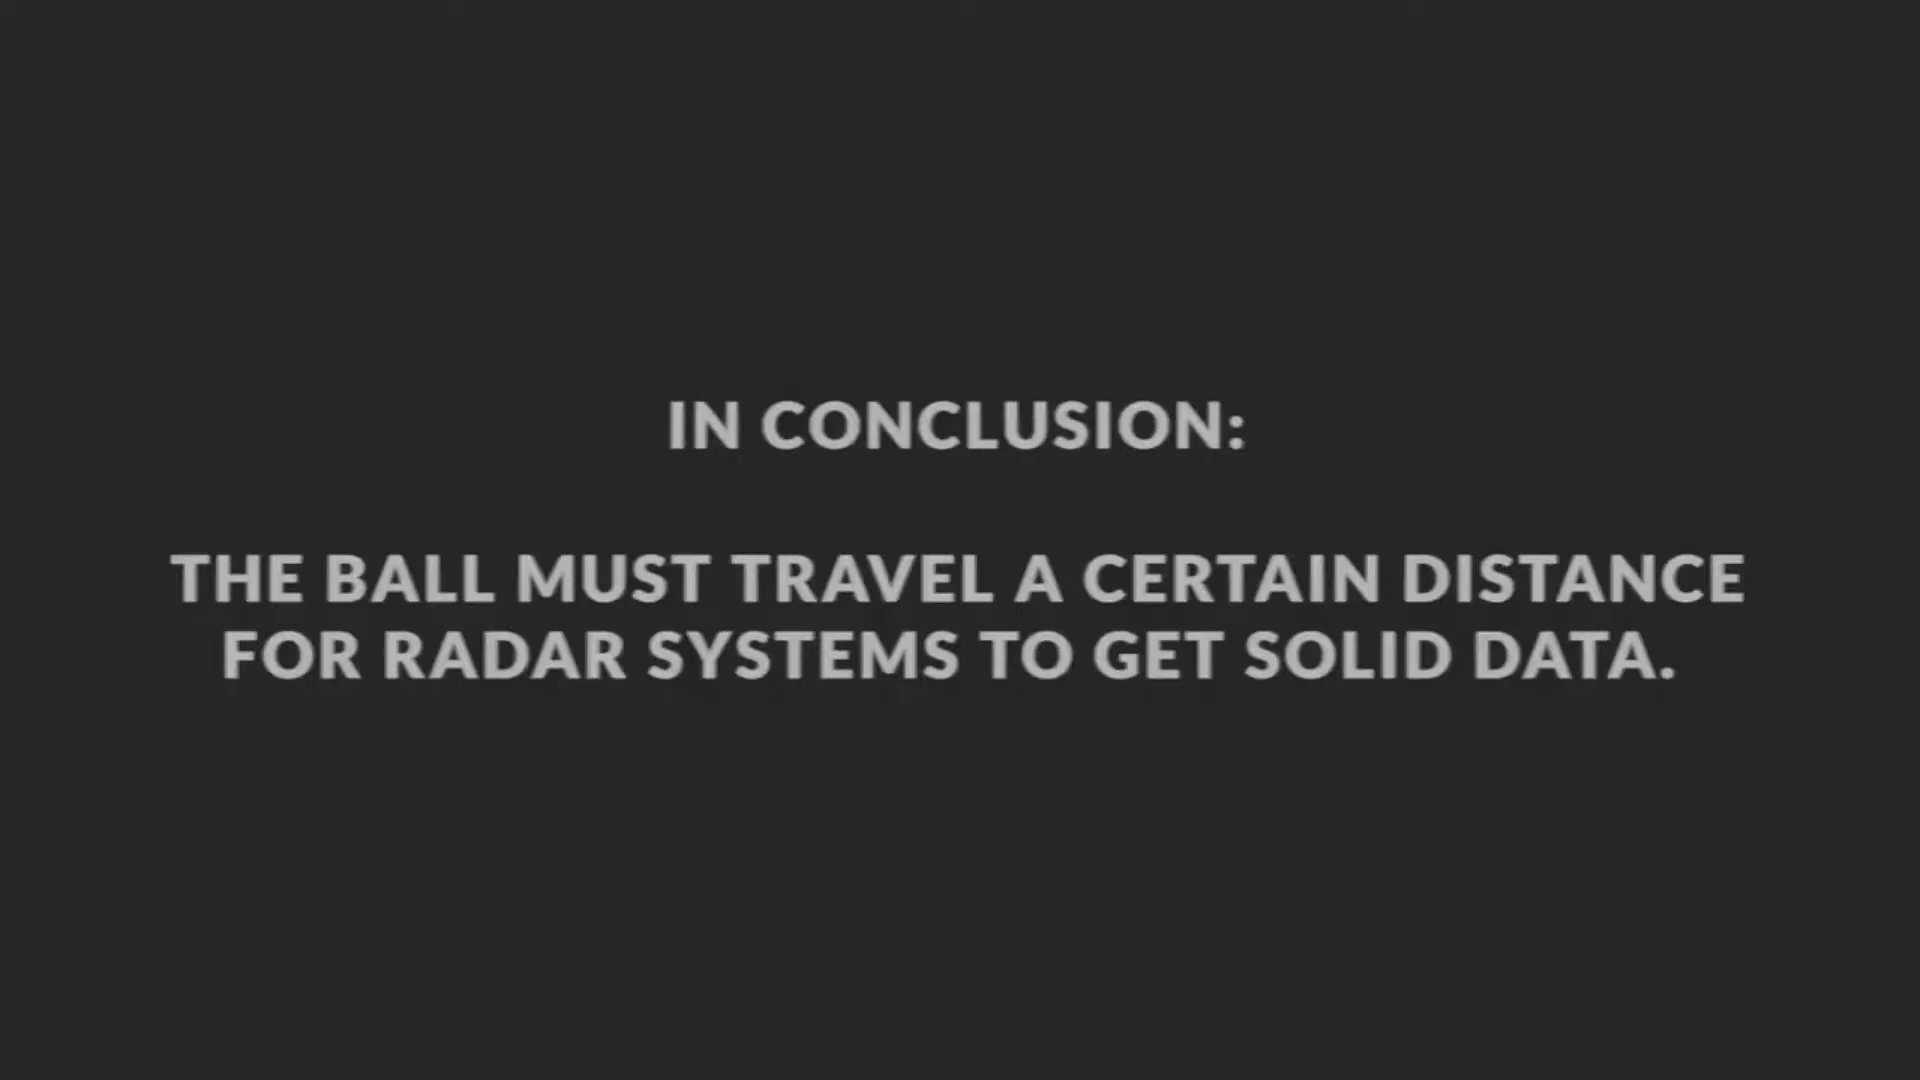 IN CONCLUSION:
THE BALL MUST TRAVEL A CERTAIN DISTANCE
FOR RADAR SYSTEMS TO GET SOLID DATA.